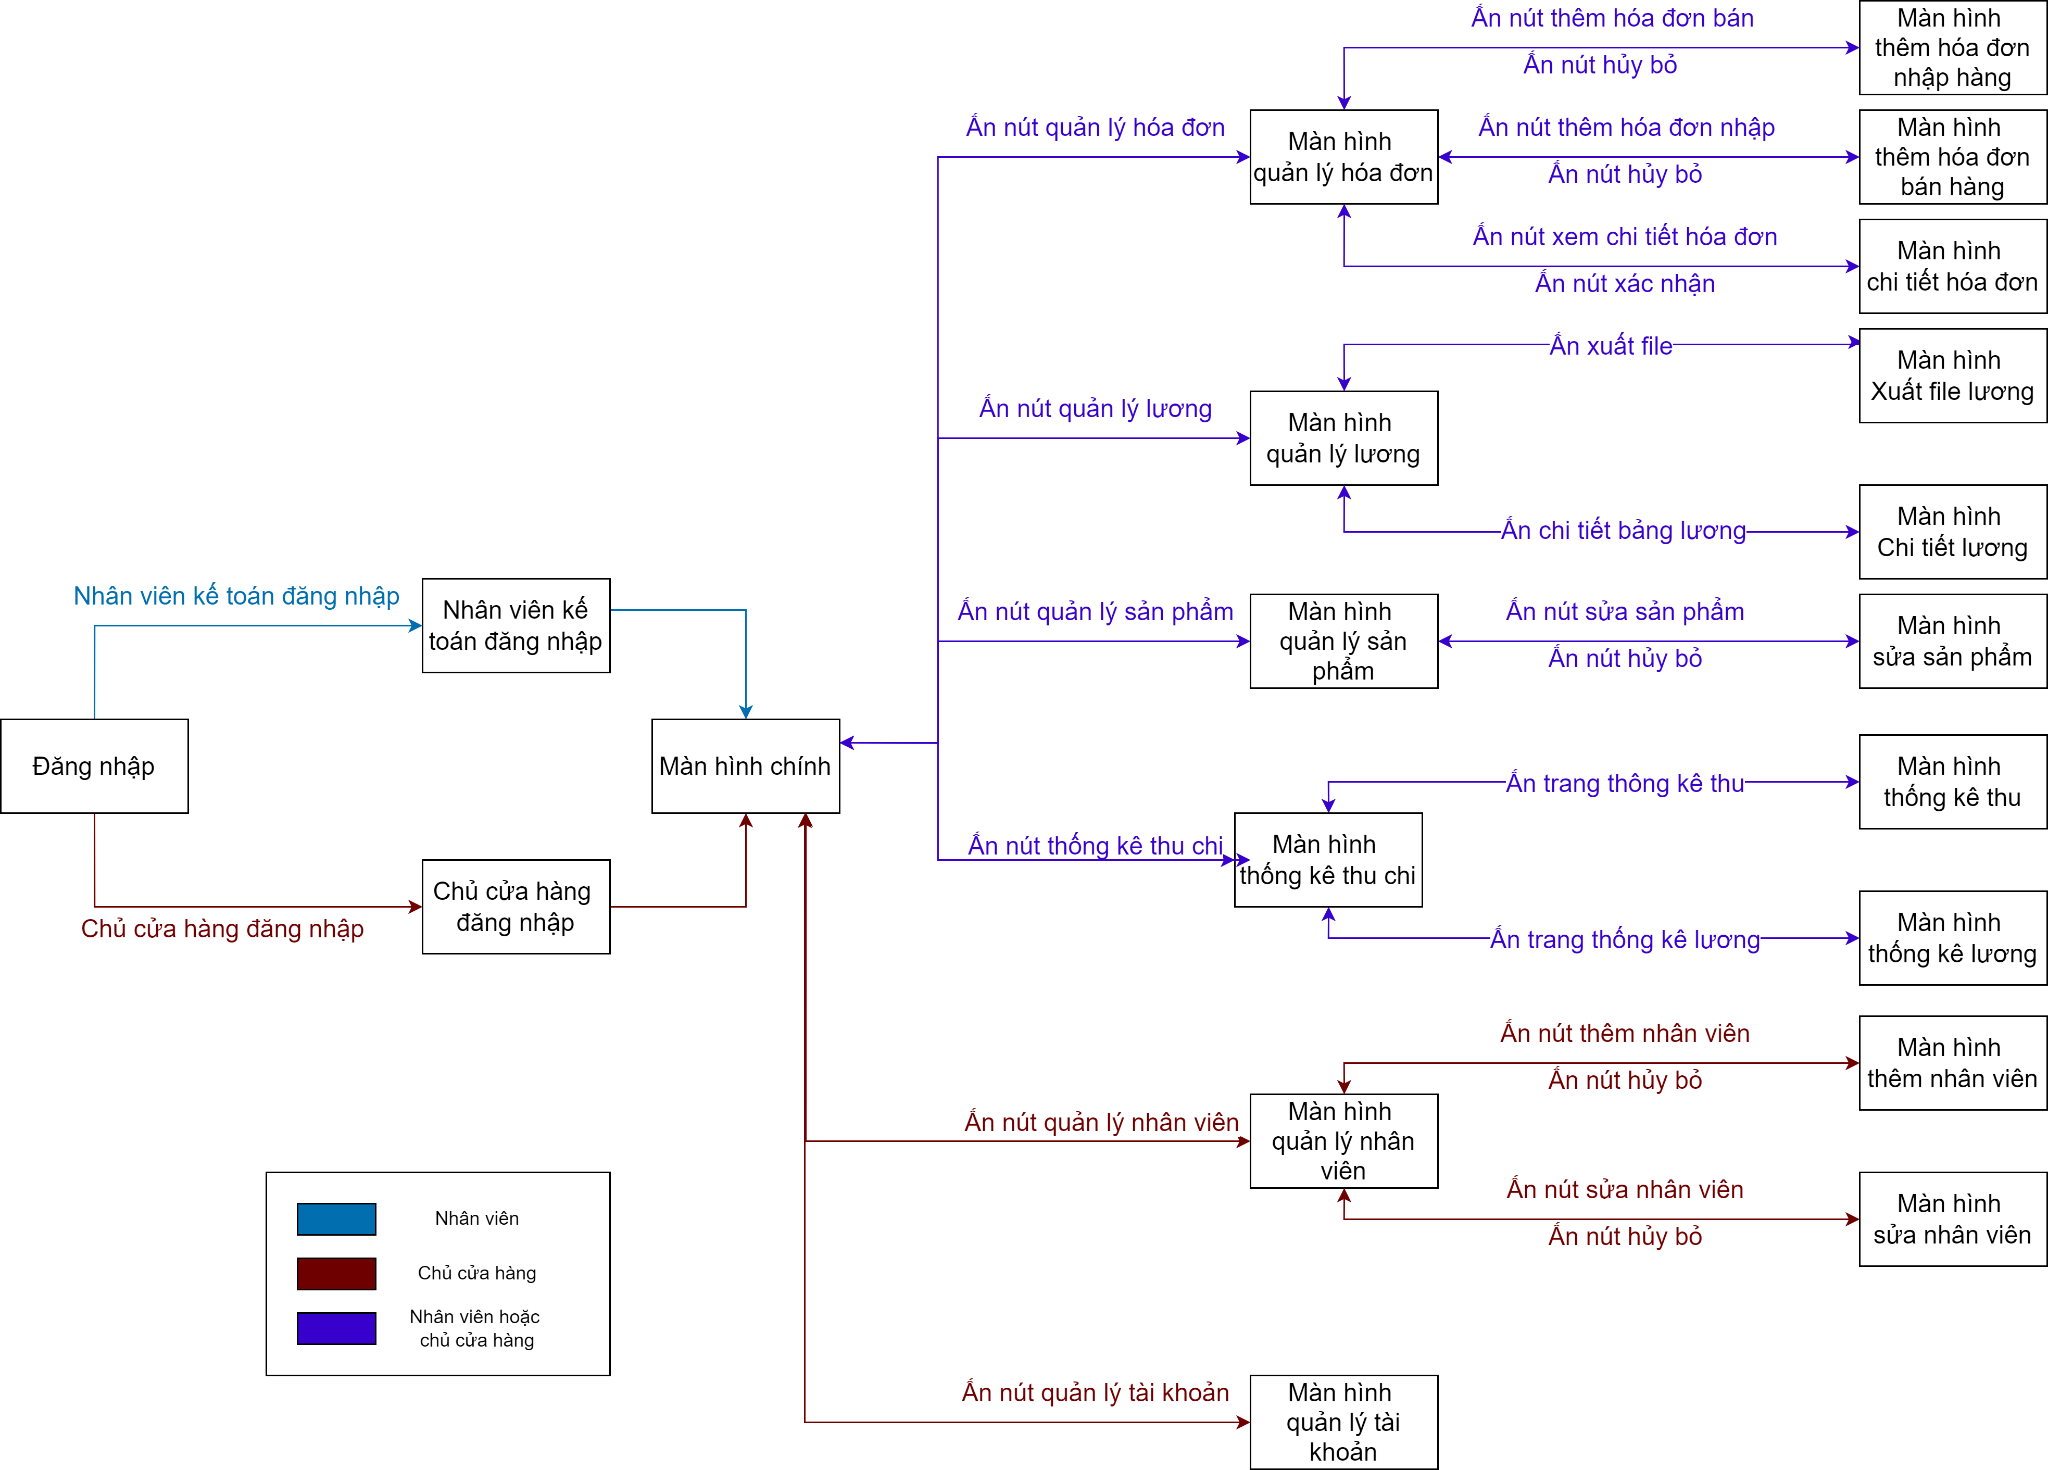 Ấn nút thêm hóa đơn bán
Ấn nút hủy bỏ
Màn hình
thêm hóa đơn
nhập hàng
Ấn nút quản lý hóa đơn
Màn hình
quản lý hóa đơn
Ấn nút thêm hóa đơn nhập
Ấn nút hủy bỏ
Màn hình
thêm hóa đơn
bán hàng
Ấn nút xem chi tiết hóa đơn
Ấn nút xác nhận
Màn hình
chi tiết hóa đơn
Ấn xuất file
Màn hình
Xuất file lương
Ấn nút quản lý lương
Màn hình
quản lý lương
Ấn chi tiết bảng lương
Màn hình
Chi tiết lương
Nhân viên kế toán đăng nhập
Nhân viên kế
toán đăng nhập
Ấn nút quản lý sản phẩm
Màn hình
quản lý sản
phẩm
Ấn nút sửa sản phẩm
Ấn nút hủy bỏ
Màn hình
sửa sản phẩm
Đăng nhập
Màn hình chính
Ấn trang thống kê thu
Màn hình
thống kê thu
Ấn nút thống kê thu chi
Màn hình
thống kê thu chi
Chủ cửa hàng đăng nhập
Chủ cửa hàng
đăng nhập
Ấn trang thống kê lương
Màn hình
thống kê lương
Ấn nút thêm nhân viên
Ấn nút hủy bỏ
Màn hình
thêm nhân viên
Ấn nút quản lý nhân viên
Màn hình
quản lý nhân
viên
Ấn nút sửa nhân viên
Ấn nút hủy bỏ
Màn hình
sửa nhân viên
Nhân viên
Chủ cửa hàng
Nhân viên hoặc
chủ cửa hàng
Ấn nút quản lý tài khoản
Màn hình
quản lý tài
khoản